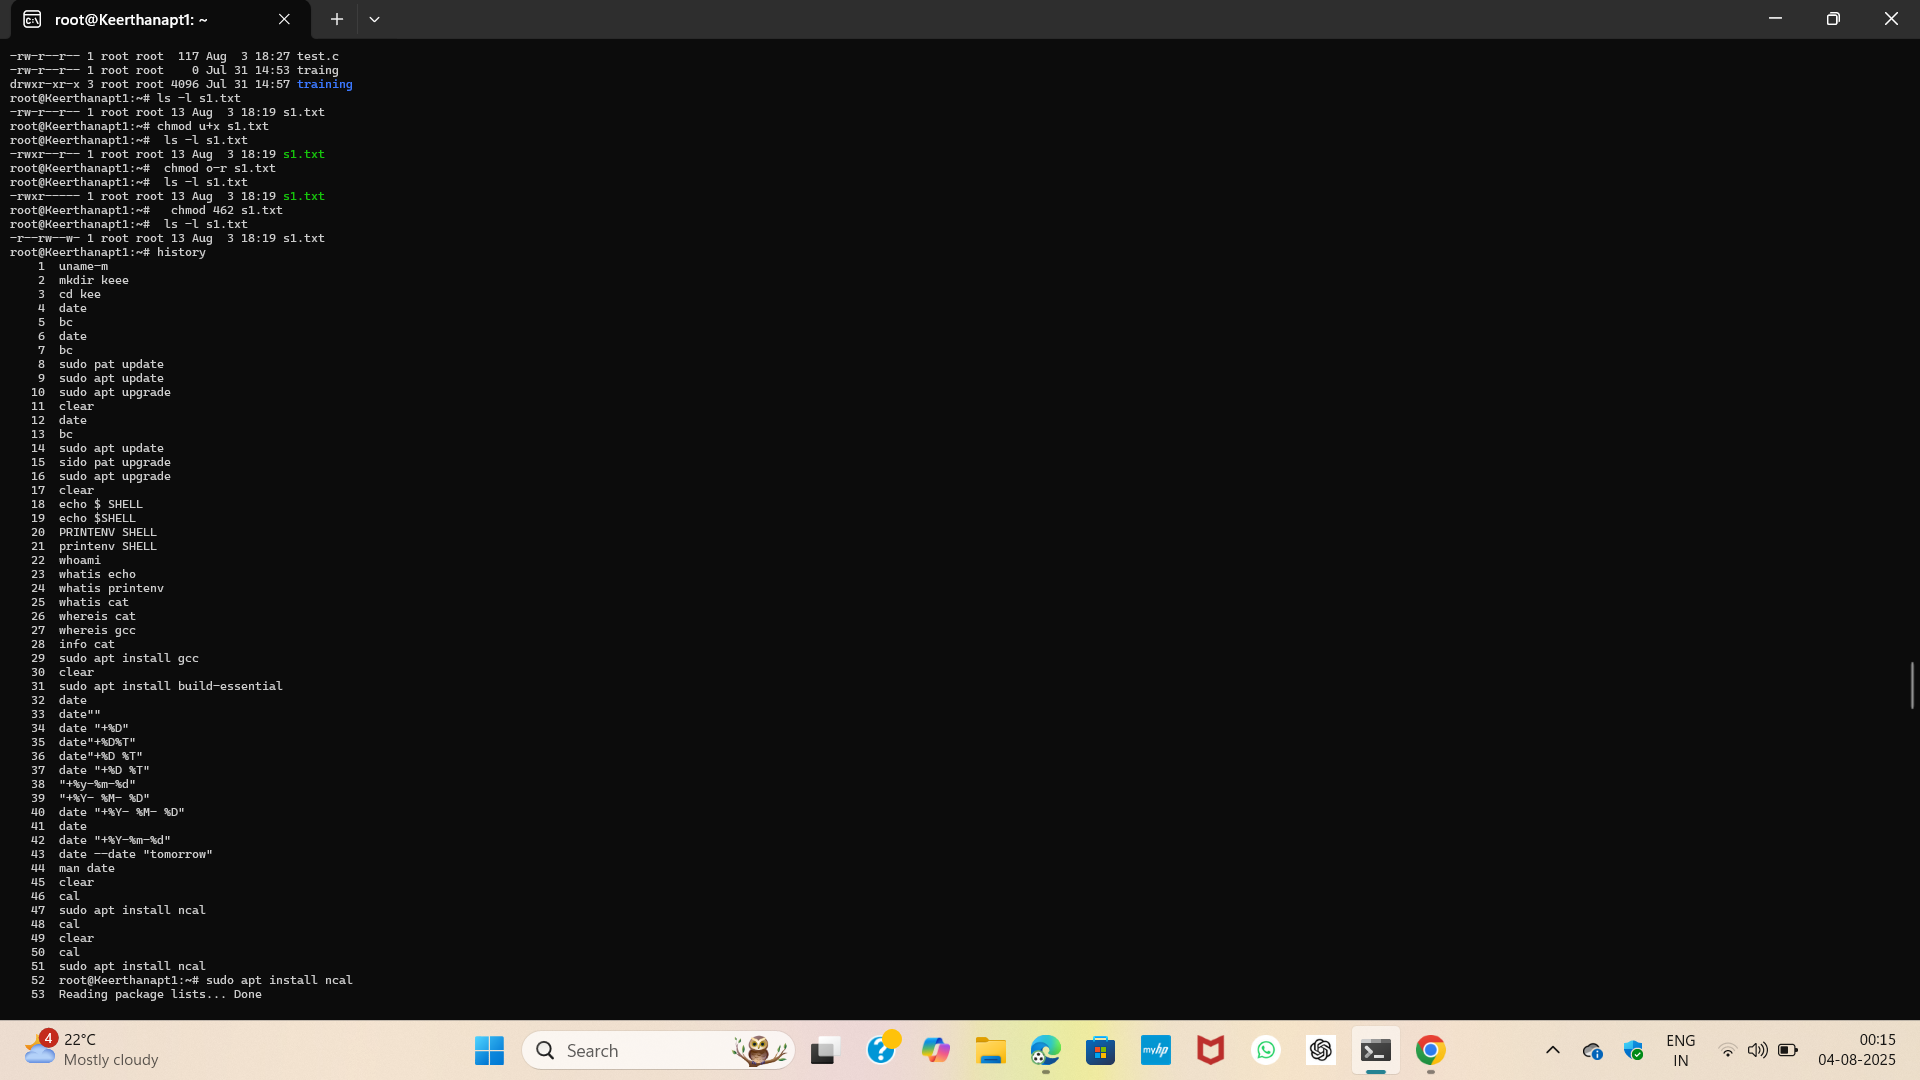 root@Keerthanapt1: ~
-rw-r--r-- 1 root root  117 Aug  3 18:27 test.c
-rw-r--r-- 1 root root    0 Jul 31 14:53 traing
drwxr-xr-x 3 root root 4096 Jul 31 14:57 training
root@Keerthanapt1:~# ls -l s1.txt
-rw-r--r-- 1 root root 13 Aug  3 18:19 s1.txt
root@Keerthanapt1:~# chmod u+x s1.txt
root@Keerthanapt1:~#  ls -l s1.txt
-rwxr--r-- 1 root root 13 Aug  3 18:19 s1.txt
root@Keerthanapt1:~#  chmod o-r s1.txt
root@Keerthanapt1:~#  ls -l s1.txt
-rwxr----- 1 root root 13 Aug  3 18:19 s1.txt
root@Keerthanapt1:~#   chmod 462 s1.txt
root@Keerthanapt1:~#  ls -l s1.txt
-r--rw--w- 1 root root 13 Aug  3 18:19 s1.txt
root@Keerthanapt1:~# history
1  uname-m
2  mkdir keee
3  cd kee
4  date
5  bc
6  date
7  bc
8  sudo pat update
9  sudo apt update
10  sudo apt upgrade
11  clear
12  date
13  bc
14  sudo apt update
15  sido pat upgrade
16  sudo apt upgrade
17  clear
18  echo $ SHELL
19  echo $SHELL
20  PRINTENV SHELL
21  printenv SHELL
22  whoami
23  whatis echo
24  whatis printenv
25  whatis cat
26  whereis cat
27  whereis gcc
28  info cat
29  sudo apt install gcc
30  clear
31  sudo apt install build-essential
32  date
33  date""
34  date "+%D"
35  date"+%D%T"
36  date"+%D %T"
37  date "+%D %T"
38  "+%y-%m-%d"
39  "+%Y- %M- %D"
40  date "+%Y- %M- %D"
41  date
42  date "+%Y-%m-%d"
43  date --date "tomorrow"
44  man date
45  clear
46  cal
47  sudo apt install ncal
48  cal
49  clear
50  cal
51  sudo apt install ncal
52  root@Keerthanapt1:~# sudo apt install ncal
53  Reading package lists... Done
4
22°C
Mostly cloudy
Search
myhp
ENG
IN
00:15
04-08-2025